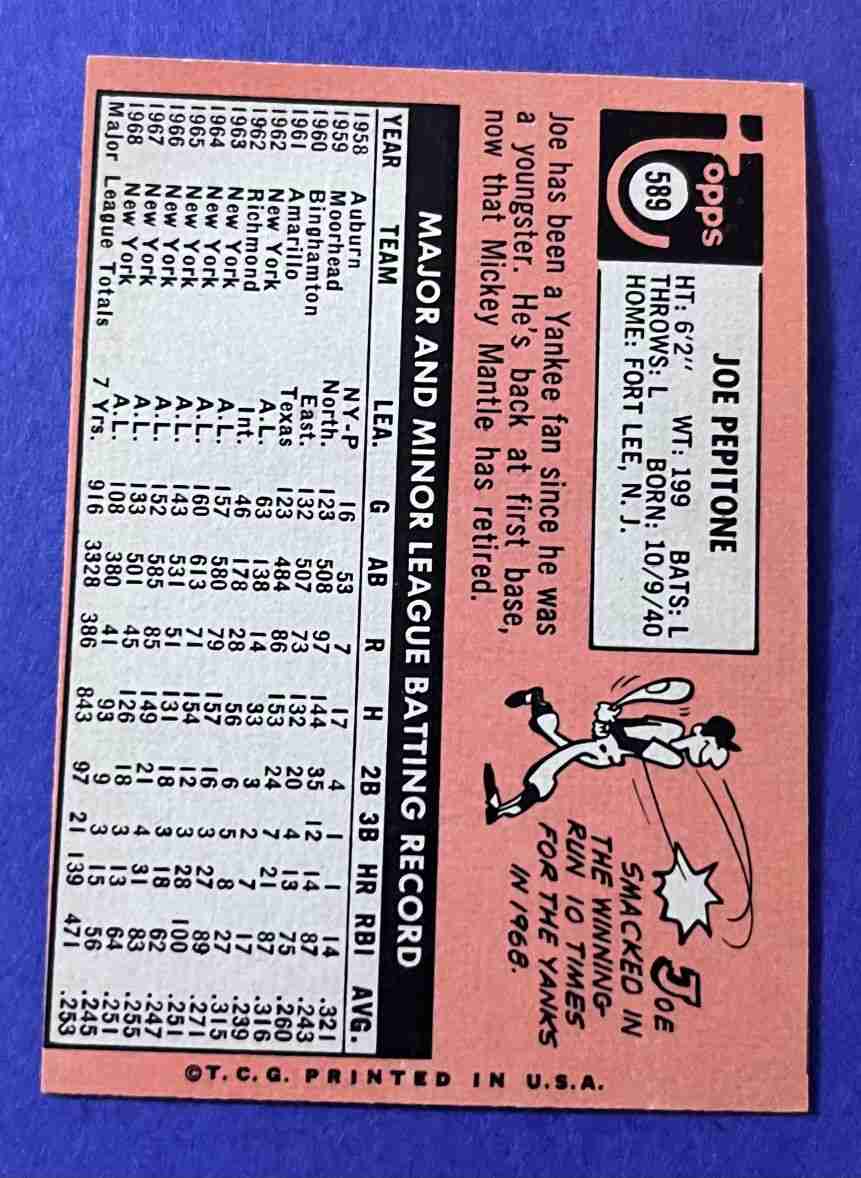 Topps
589
JOE PEPITONE
HT: 6'2" WT: 199 BATS: L
THROWS: L BORN: 10/9/40
HOME: FORT LEE, N. J.
Joe has been a Yankee fan since he was
a youngster. He's back at first base,
now that Mickey Mantle has retired.
JOE
SMACKED IN
THE WINNING
RUN 10 TIMES
FOR THE YANKS
IN 1968.
MAJOR AND MINOR LEAGUE BATTING RECORD
YEAR TEAM LEA. G AB R H 2B 3B HR RBI AVG.
1958 Auburn NY-P 16 53 7 17 4 1 1 14 .321
1959 Moorhead North. 123 508 97 144 35 12 14 87 .243
1960 Binghamton East. 132 507 73 132 20 4 13 75 .260
1961 Amarillo Texas 123 484 86 153 24 7 21 87 .316
1962 New York A.L. 63 138 14 33 3 2 7 17 .239
1962 Richmond Int. 46 178 28 56 6 5 8 27 .315
1963 New York A.L. 157 580 79 157 16 3 27 89 .271
1964 New York A.L. 160 613 71 154 12 3 28 100 .251
1965 New York A.L. 143 531 51 131 18 3 18 62 .247
1966 New York A.L. 152 585 85 149 21 4 31 83 .255
1967 New York A.L. 133 501 45 126 18 3 13 64 .251
1968 New York A.L. 108 380 41 93 9 3 15 56 .245
Major League Totals 7 Yrs. 916 3328 386 843 97 21 139 471 .253
©T.C.G. PRINTED IN U.S.A.